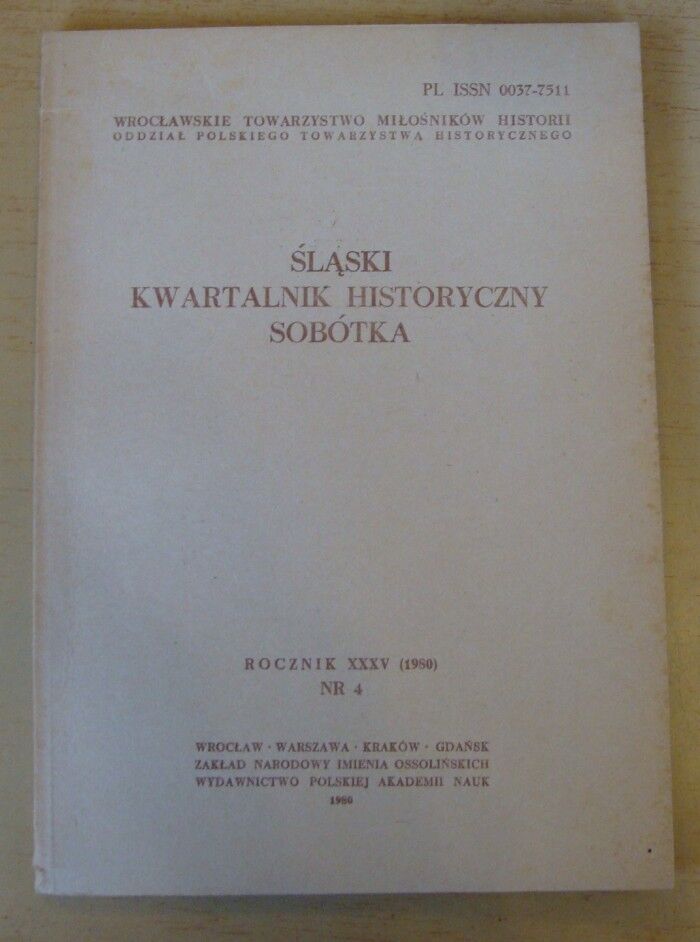 PL ISSN 0037-7511
WROCŁAWSKIE TOWARZYSTWO MIŁOŚNIKÓW HISTORII
ODDZIAŁ POLSKIEGO TOWARZYSTWA HISTORYCZNEGO
ŚLĄSKI
KWARTALNIK HISTORYCZNY
SOBÓTKA
ROCZNIK XXXV (1980)
NR 4
WROCŁAW · WARSZAWA · KRAKÓW · GDAŃSK
ZAKŁAD NARODOWY IMIENIA OSSOLIŃSKICH
WYDAWNICTWO POLSKIEJ AKADEMII NAUK
1980